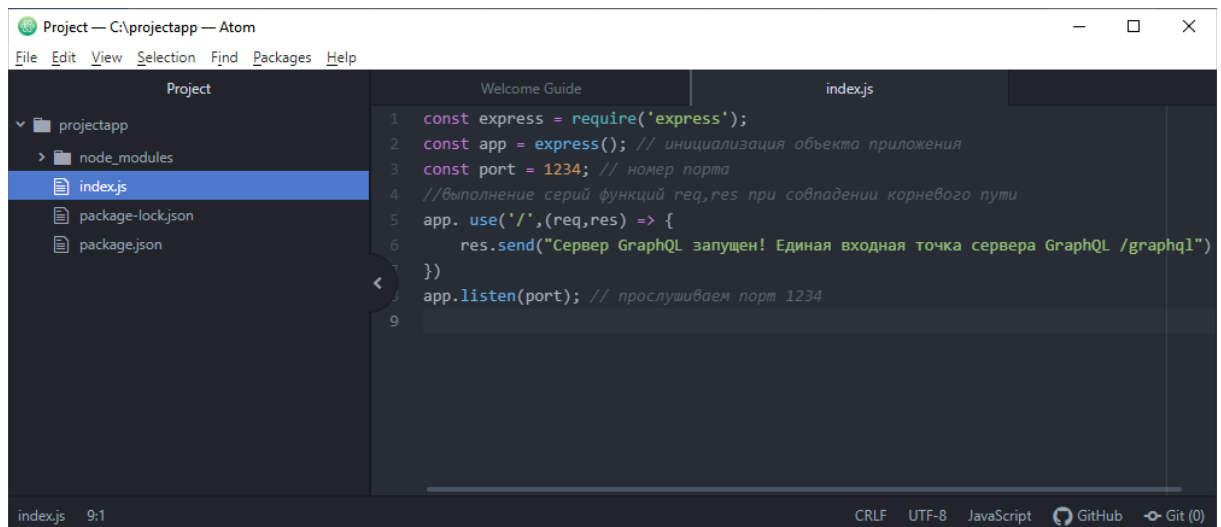 Project — C:\projectapp — Atom
File Edit View Selection Find Packages Help
Project
projectapp
node_modules
index.js
package-lock.json
package.json
Welcome Guide
index.js
1 const express = require('express');
2 const app = express(); // инициализация объекта приложения
3 const port = 1234; // номер порта
4 //выполнение серий функций req,res при совпадении корневого пути
5 app. use('/',(req,res) => {
6 res.send("Сервер GraphQL запущен! Единая входная точка сервера GraphQL /graphql")
})
app.listen(port); // прослушиваем порт 1234
9
index.js 9:1 CRLF UTF-8 JavaScript GitHub Git (0)